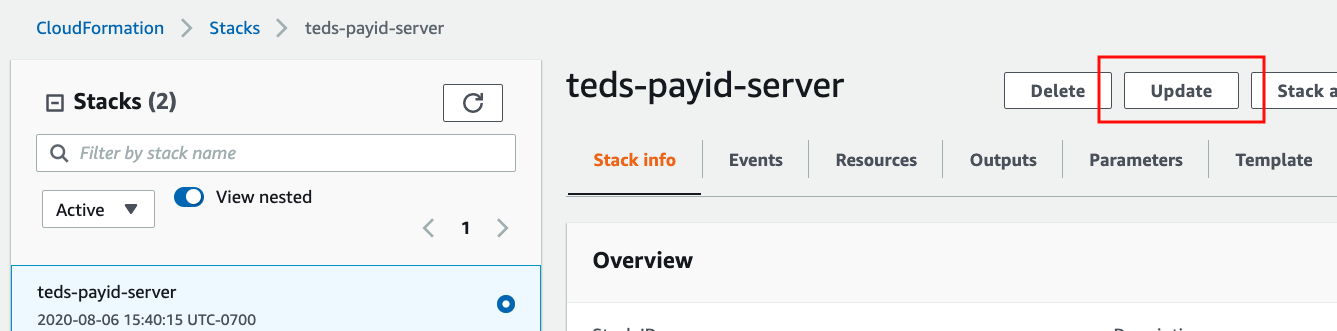 CloudFormation Stacks teds-payid-server
Stacks (2)
Filter by stack name
Active View nested
1
teds-payid-server
2020-08-06 15:40:15 UTC-0700
teds-payid-server
Delete Update Stack a
Stack info Events Resources Outputs Parameters Template
Overview